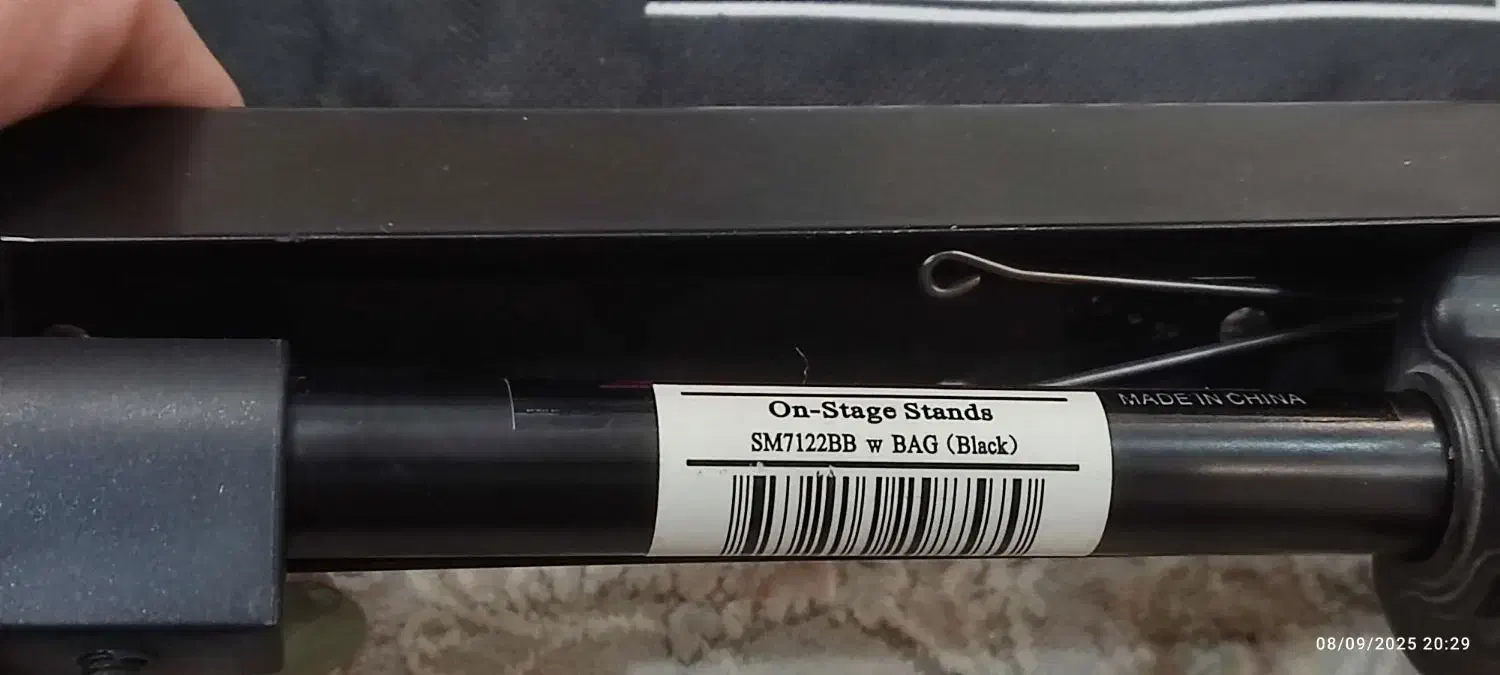 On-Stage Stands
SM7122BB w BAG (Black)
MADE IN CHINA
08/09/2025 20:29